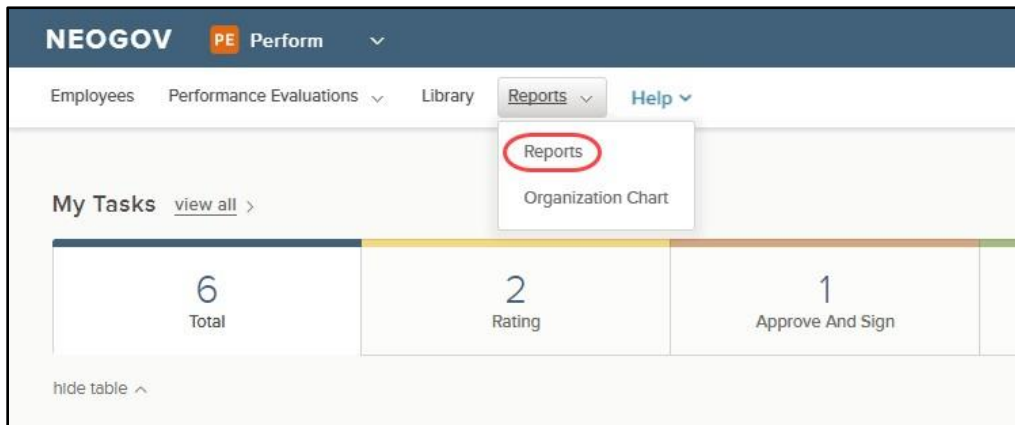 NEOGOV PE Perform
Employees Performance Evaluations Library Reports Help
Reports
Organization Chart
My Tasks view all >
6 2 1
Total Rating Approve And Sign
hide table